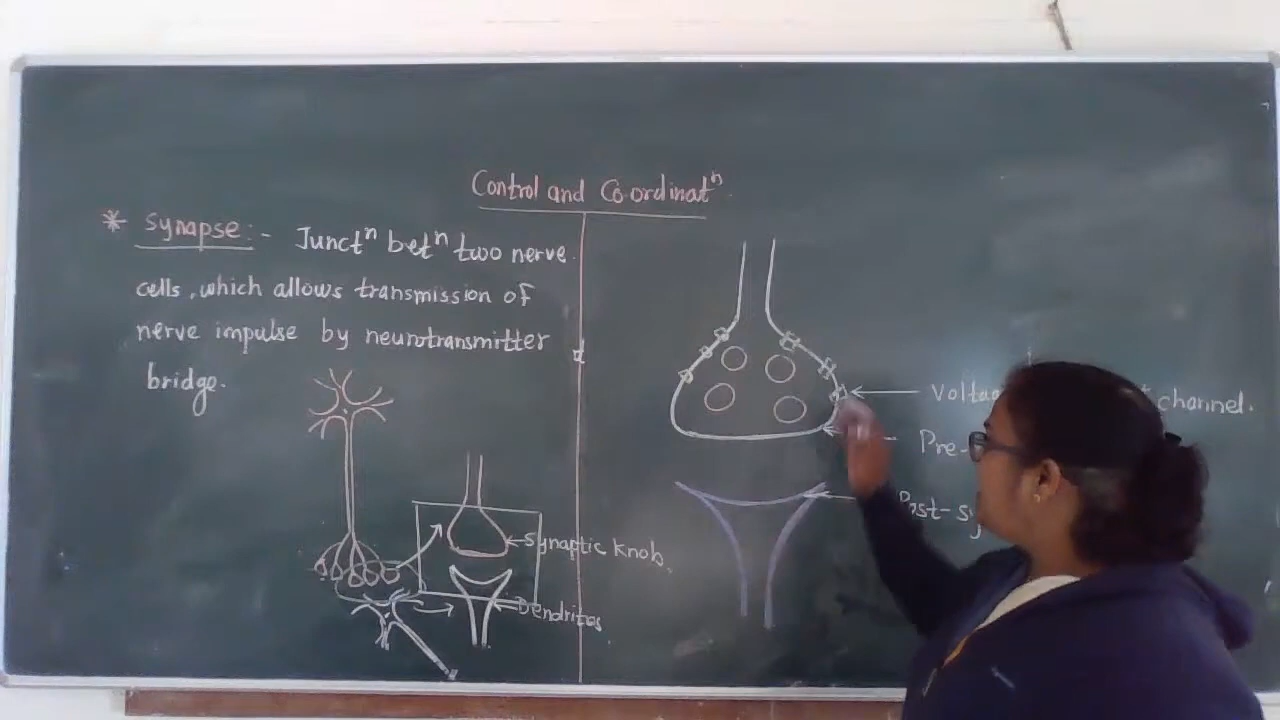 Control and Co-ordinatⁿ.
* Synapse:- Junctⁿ betⁿ two nerve
cells, which allows transmission of
nerve impulse by neurotransmitter
bridge.
Synaptic knob.
Dendrites.
channel.
Pre-
Post-